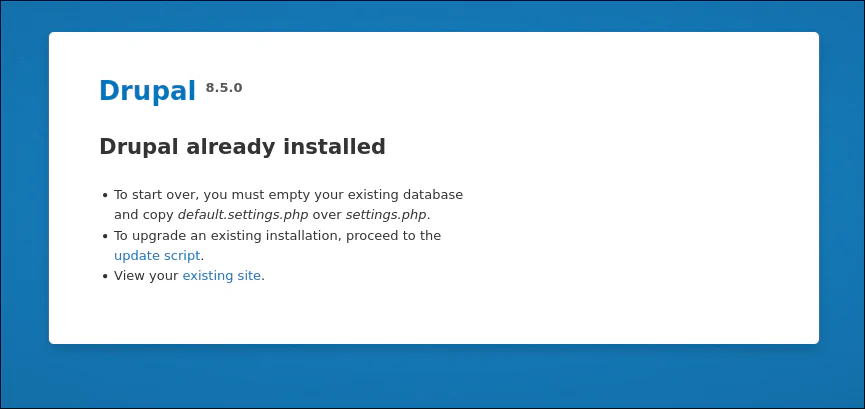 Drupal 8.5.0
Drupal already installed
• To start over, you must empty your existing database
and copy default.settings.php over settings.php.
• To upgrade an existing installation, proceed to the
update script.
• View your existing site.